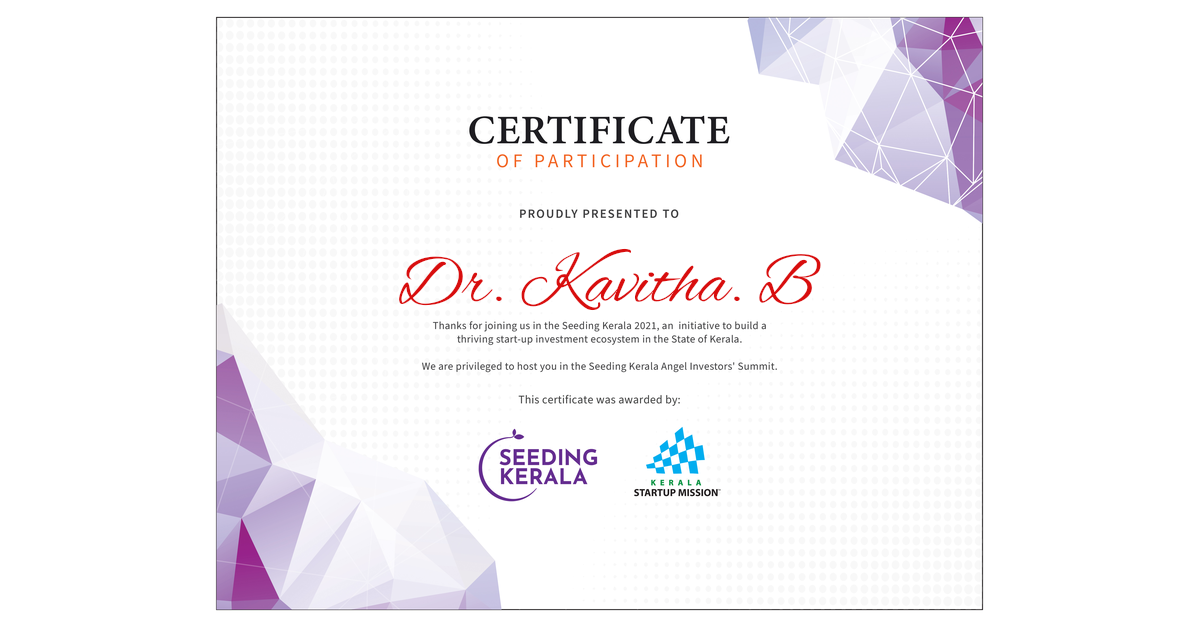 CERTIFICATE
OF PARTICIPATION
PROUDLY PRESENTED TO
Dr. Kavitha. B
Thanks for joining us in the Seeding Kerala 2021, an initiative to build a
thriving start-up investment ecosystem in the State of Kerala.
We are privileged to host you in the Seeding Kerala Angel Investors' Summit.
This certificate was awarded by:
SEEDING
KERALA
KERALA
STARTUP MISSION